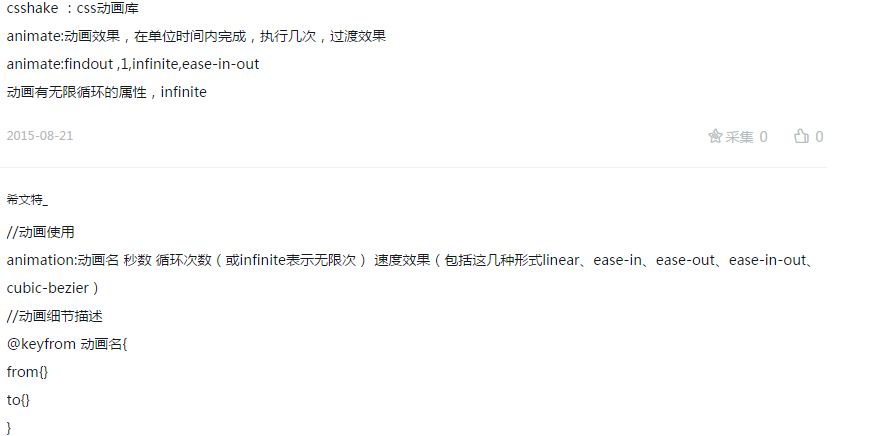 csshake ：css动画库
animate:动画效果，在单位时间内完成，执行几次，过渡效果
animate:findout ,1,infinite,ease-in-out
动画有无限循环的属性，infinite
2015-08-21 采集 0 0
希文特_
//动画使用
animation:动画名 秒数 循环次数（或infinite表示无限次） 速度效果（包括这几种形式linear、ease-in、ease-out、ease-in-out、
cubic-bezier）
//动画细节描述
@keyfrom 动画名{
from{}
to{}
}